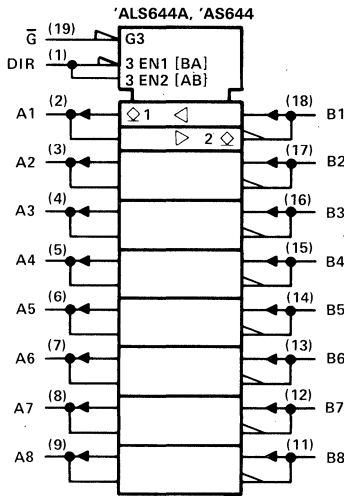 'ALS644A, 'AS644
G̅ (19) G3
DIR (1) 3 EN1 [BA]
3 EN2 [AB̅]
A1 (2) ⎐ 1 ◁ (18) B1
▷ 2 ⎐
A2 (3) (17) B2
A3 (4) (16) B3
A4 (5) (15) B4
A5 (6) (14) B5
A6 (7) (13) B6
A7 (8) (12) B7
A8 (9) (11) B8